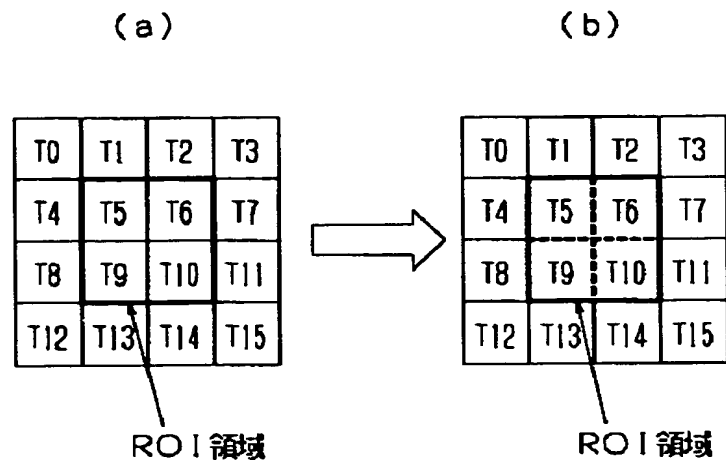 (a)
(b)
T0 T1 T2 T3
T4 T5 T6 T7
T8 T9 T10 T11
T12 T13 T14 T15
ROI領域
T0 T1 T2 T3
T4 T5 T6 T7
T8 T9 T10 T11
T12 T13 T14 T15
ROI領域